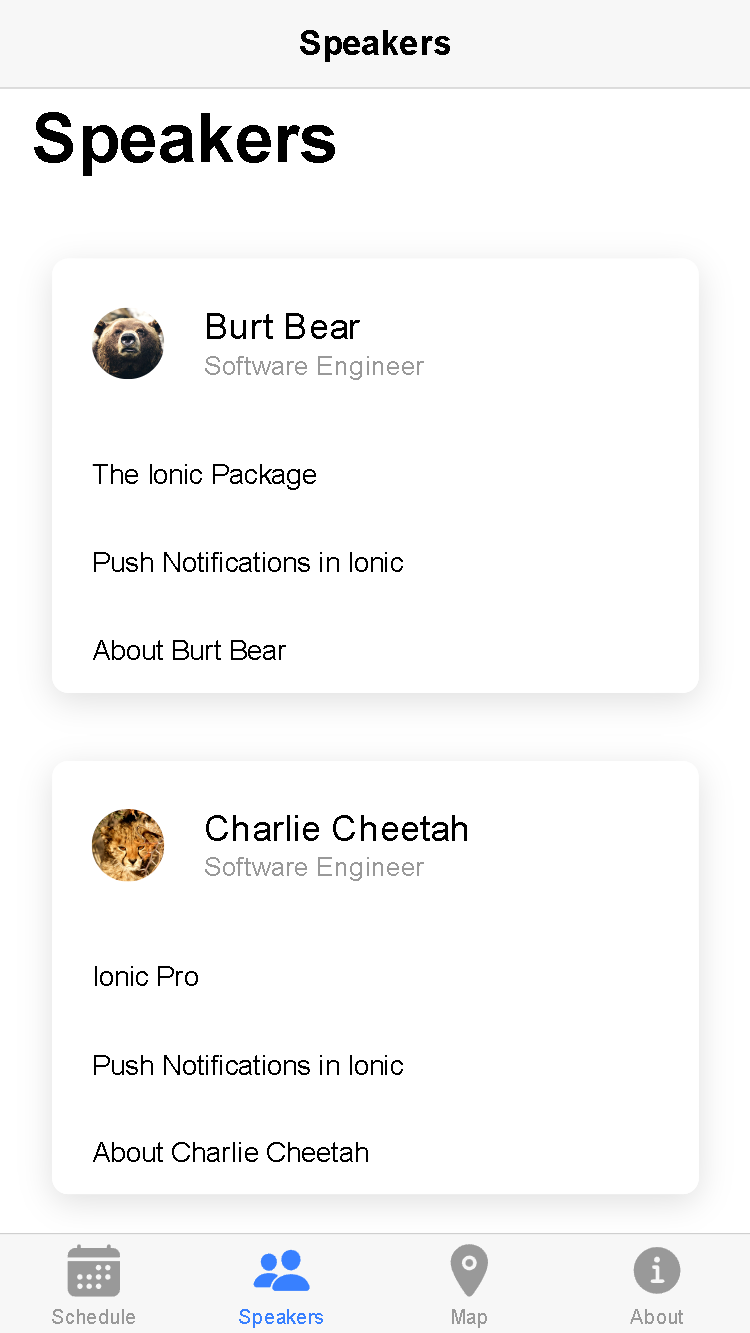 Speakers
Speakers
Burt Bear
Software Engineer
The Ionic Package
Push Notifications in Ionic
About Burt Bear
Charlie Cheetah
Software Engineer
Ionic Pro
Push Notifications in Ionic
About Charlie Cheetah
Schedule
Speakers
Map
About